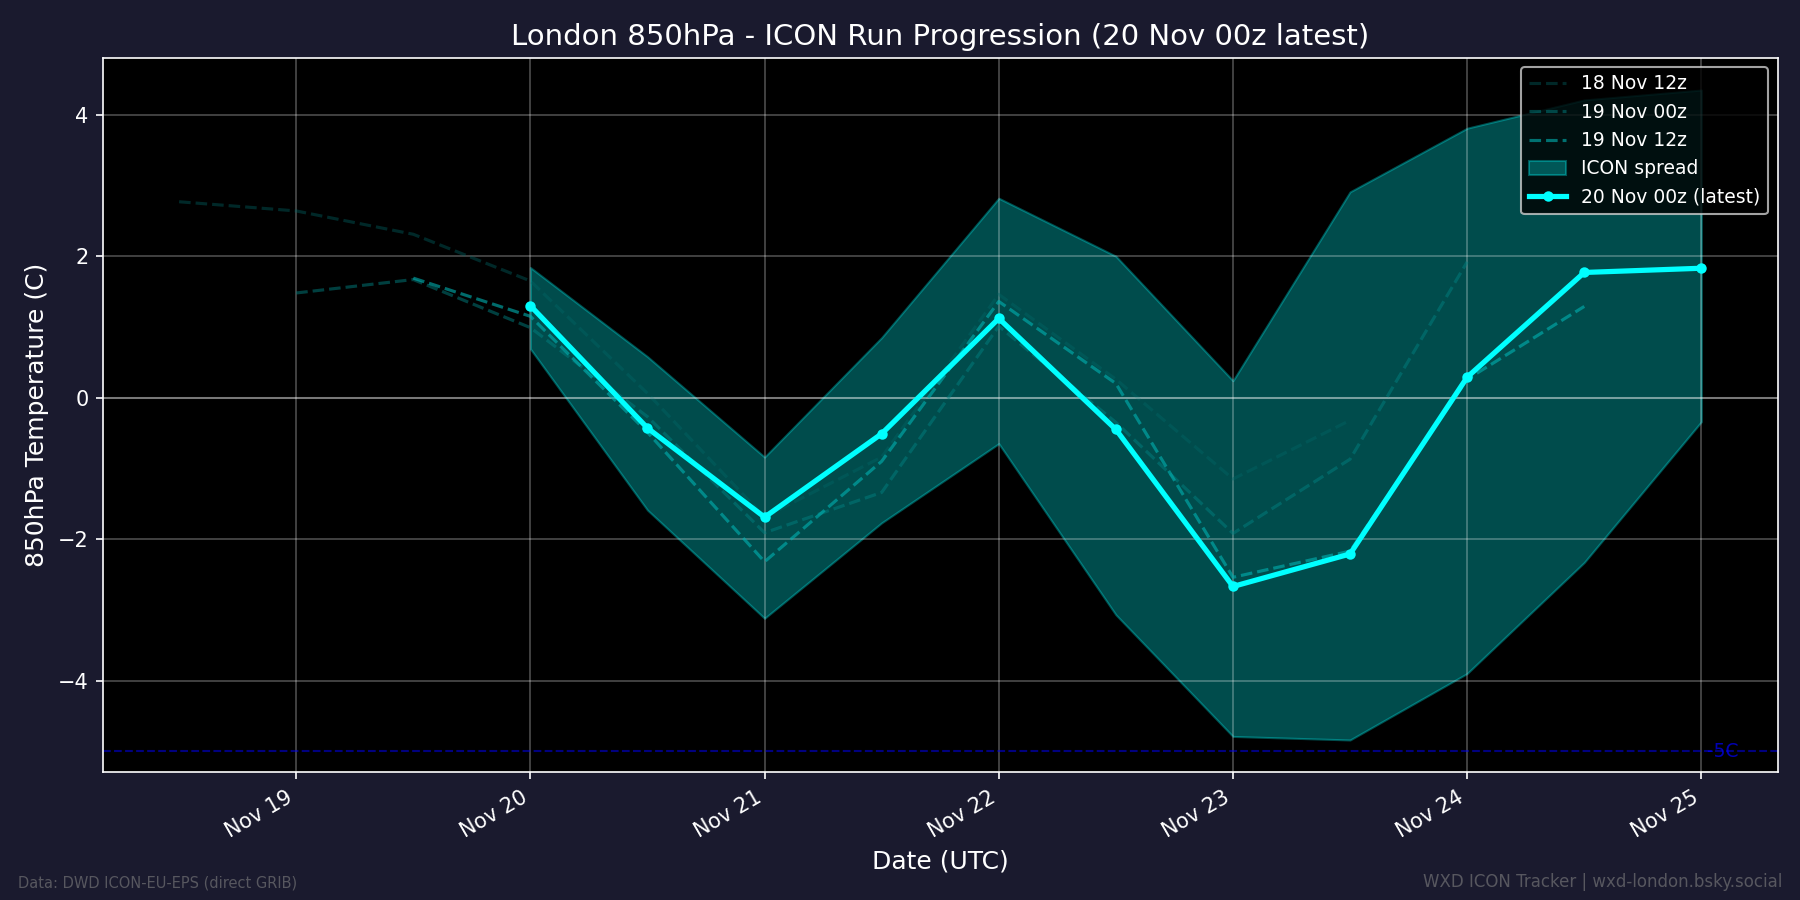 London 850hPa - ICON Run Progression (20 Nov 00z latest)
18 Nov 12z
19 Nov 00z
19 Nov 12z
ICON spread
20 Nov 00z (latest)
850hPa Temperature (C)
4
2
0
−2
−4
-5C
Nov 19
Nov 20
Nov 21
Nov 22
Nov 23
Nov 24
Nov 25
Date (UTC)
Data: DWD ICON-EU-EPS (direct GRIB)
WXD ICON Tracker | wxd-london.bsky.social